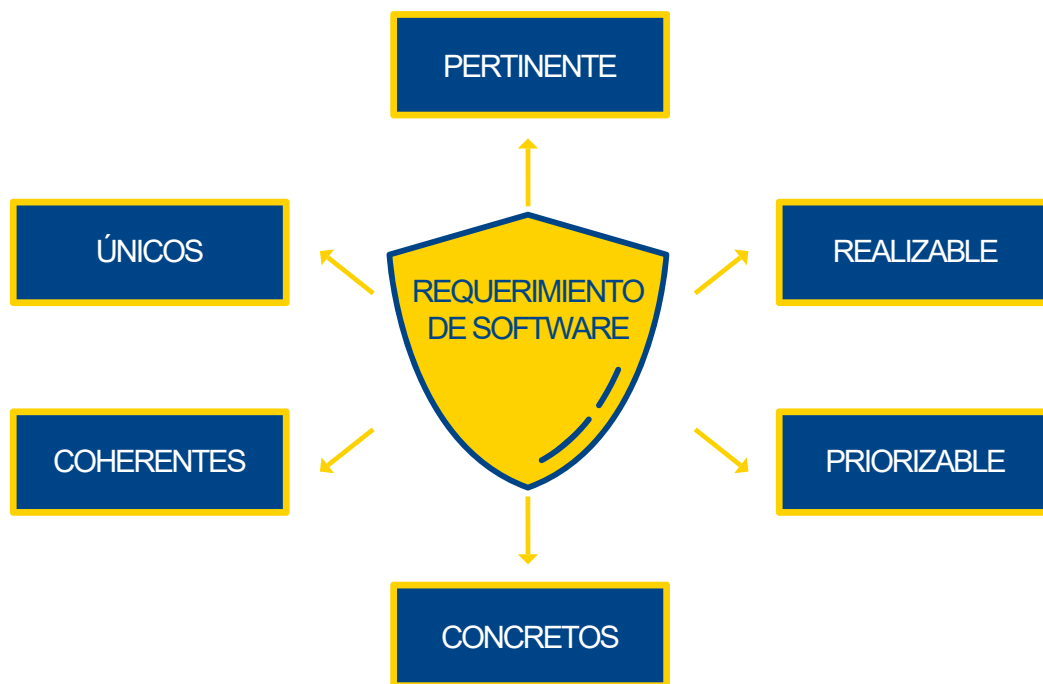 PERTINENTE
ÚNICOS
REALIZABLE
REQUERIMIENTO
DE SOFTWARE
COHERENTES
PRIORIZABLE
CONCRETOS